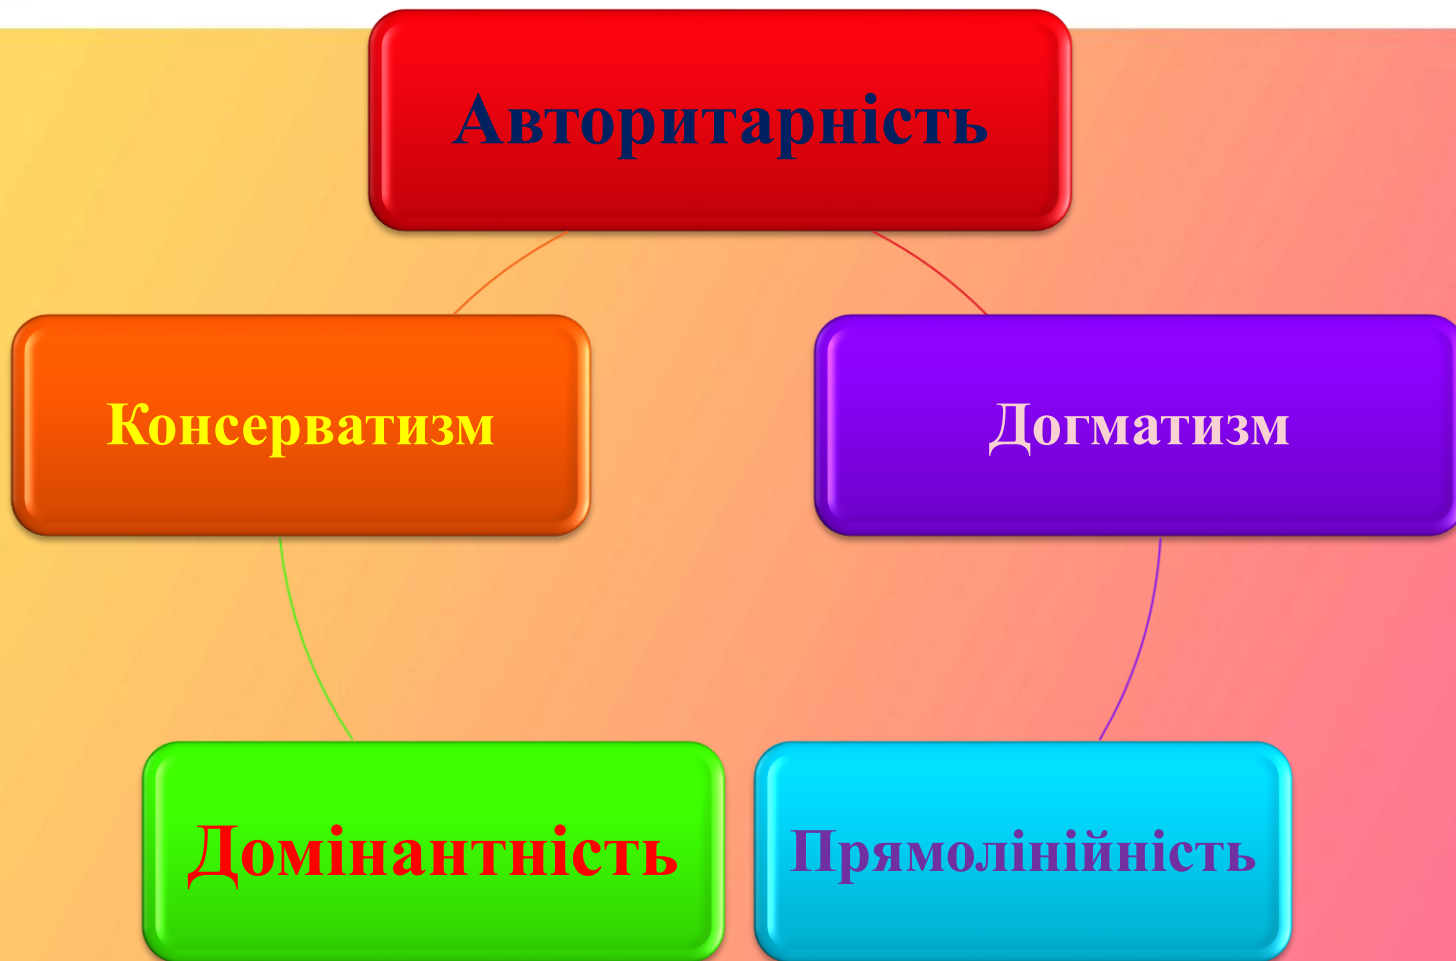 Авторитарність
Консерватизм
Догматизм
Домінантність
Прямолінійність